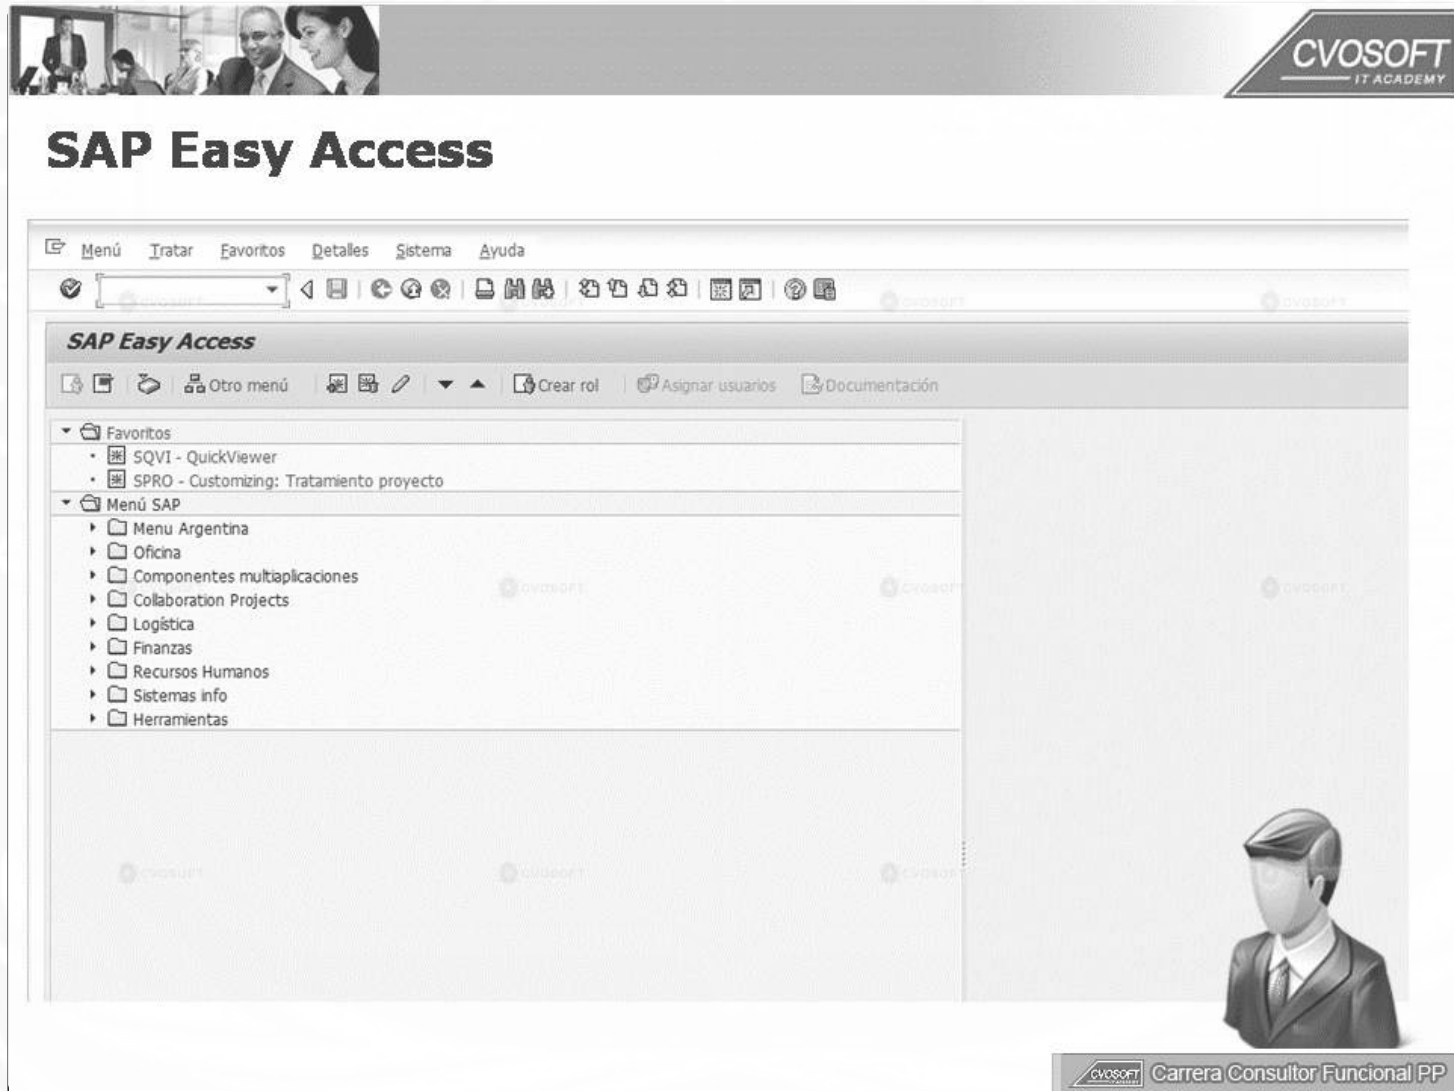 CVOSOFT
IT ACADEMY
SAP Easy Access
Menú Tratar Favoritos Detalles Sistema Ayuda
SAP Easy Access
Otro menú Crear rol Asignar usuarios Documentación
Favoritos
SQVI - QuickViewer
SPRO - Customizing: Tratamiento proyecto
Menú SAP
Menu Argentina
Oficina
Componentes multiaplicaciones
Collaboration Projects
Logística
Finanzas
Recursos Humanos
Sistemas info
Herramientas
CVOSOFT Carrera Consultor Funcional PP